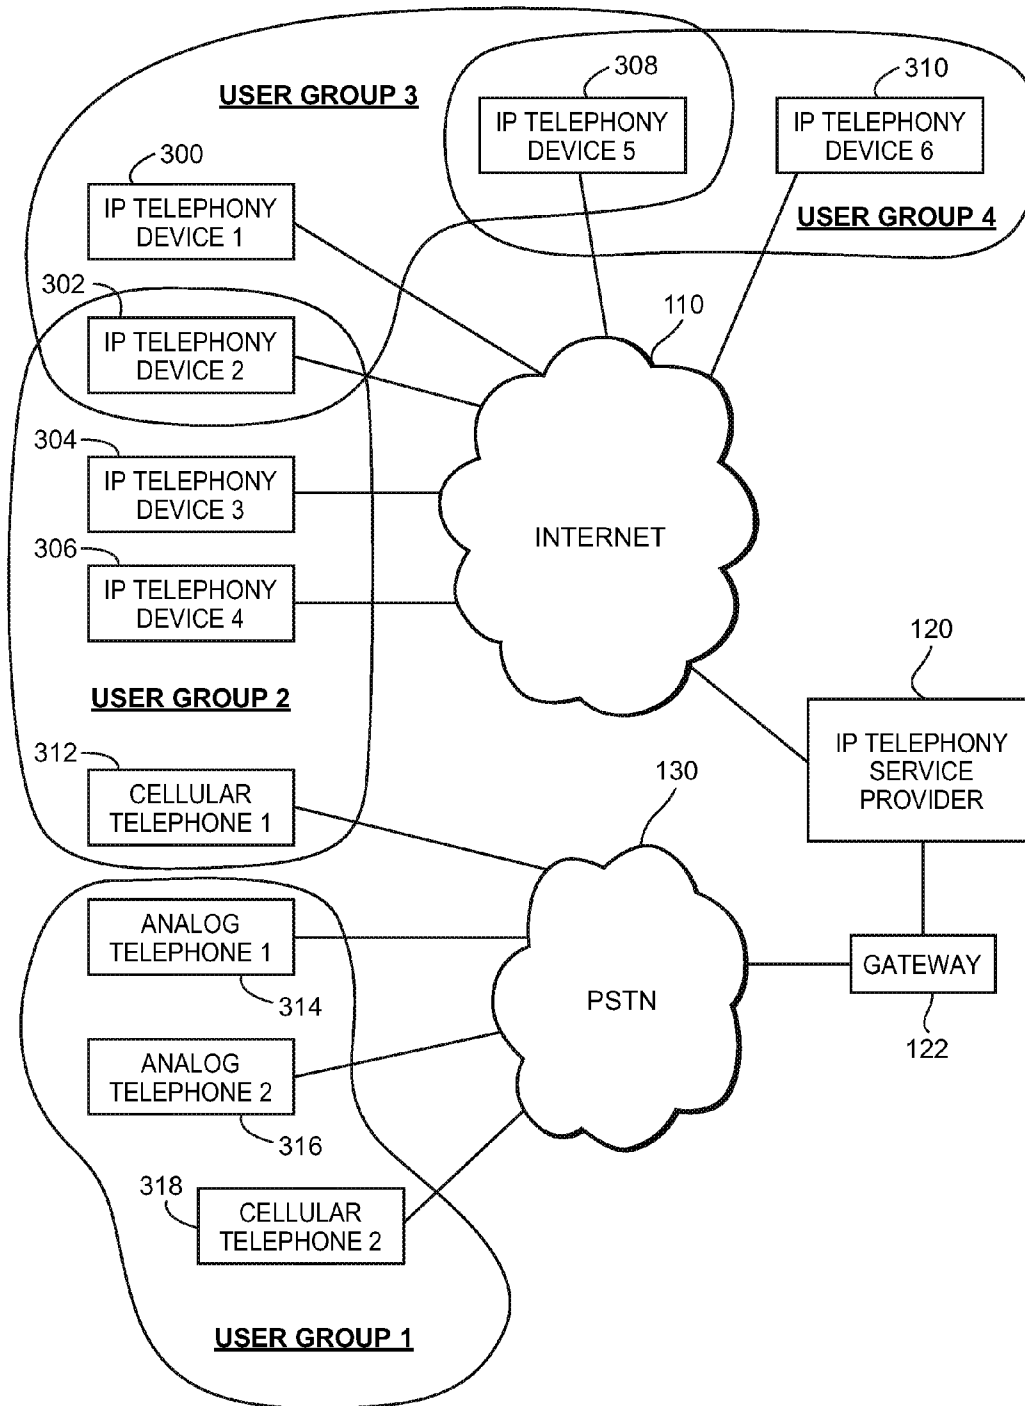 USER GROUP 3
308
IP TELEPHONY
DEVICE 5
310
IP TELEPHONY
DEVICE 6
USER GROUP 4
300
IP TELEPHONY
DEVICE 1
302
IP TELEPHONY
DEVICE 2
110
304
IP TELEPHONY
DEVICE 3
INTERNET
306
IP TELEPHONY
DEVICE 4
USER GROUP 2
120
IP TELEPHONY
SERVICE
PROVIDER
312
CELLULAR
TELEPHONE 1
130
ANALOG
TELEPHONE 1
314
PSTN
GATEWAY
122
ANALOG
TELEPHONE 2
316
318
CELLULAR
TELEPHONE 2
USER GROUP 1